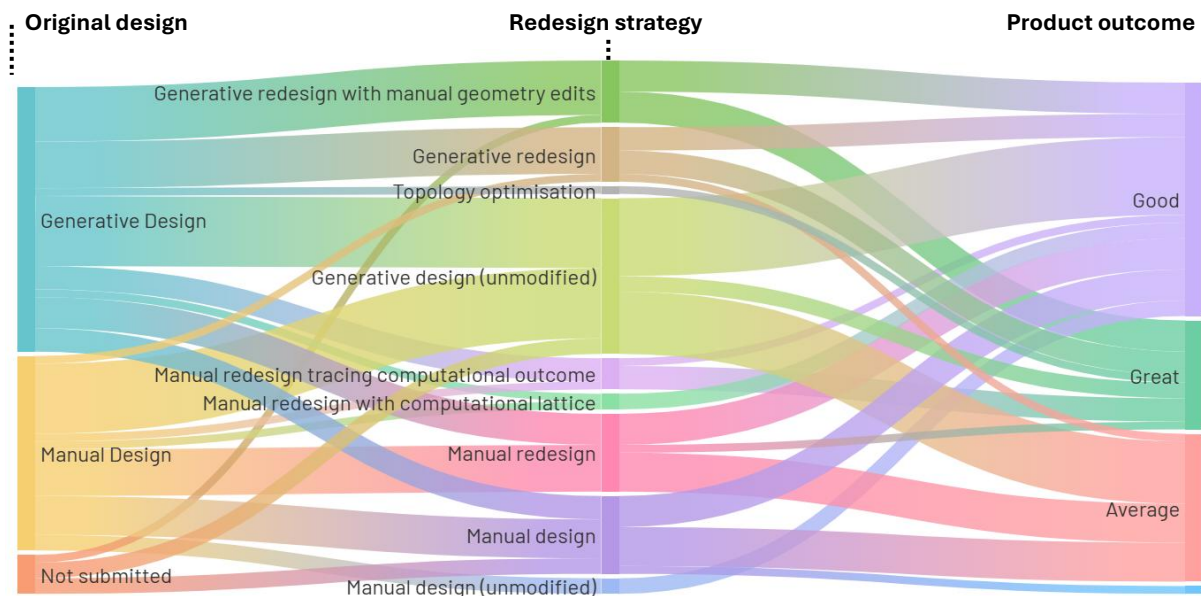 Original design
Redesign strategy
Product outcome
Generative redesign with manual geometry edits
Generative redesign
Topology optimisation
Generative Design
Good
Generative design (unmodified)
Manual redesign tracing computational outcome
Great
Manual redesign with computational lattice
Manual Design
Manual redesign
Average
Manual design
Not submitted
Manual design (unmodified)